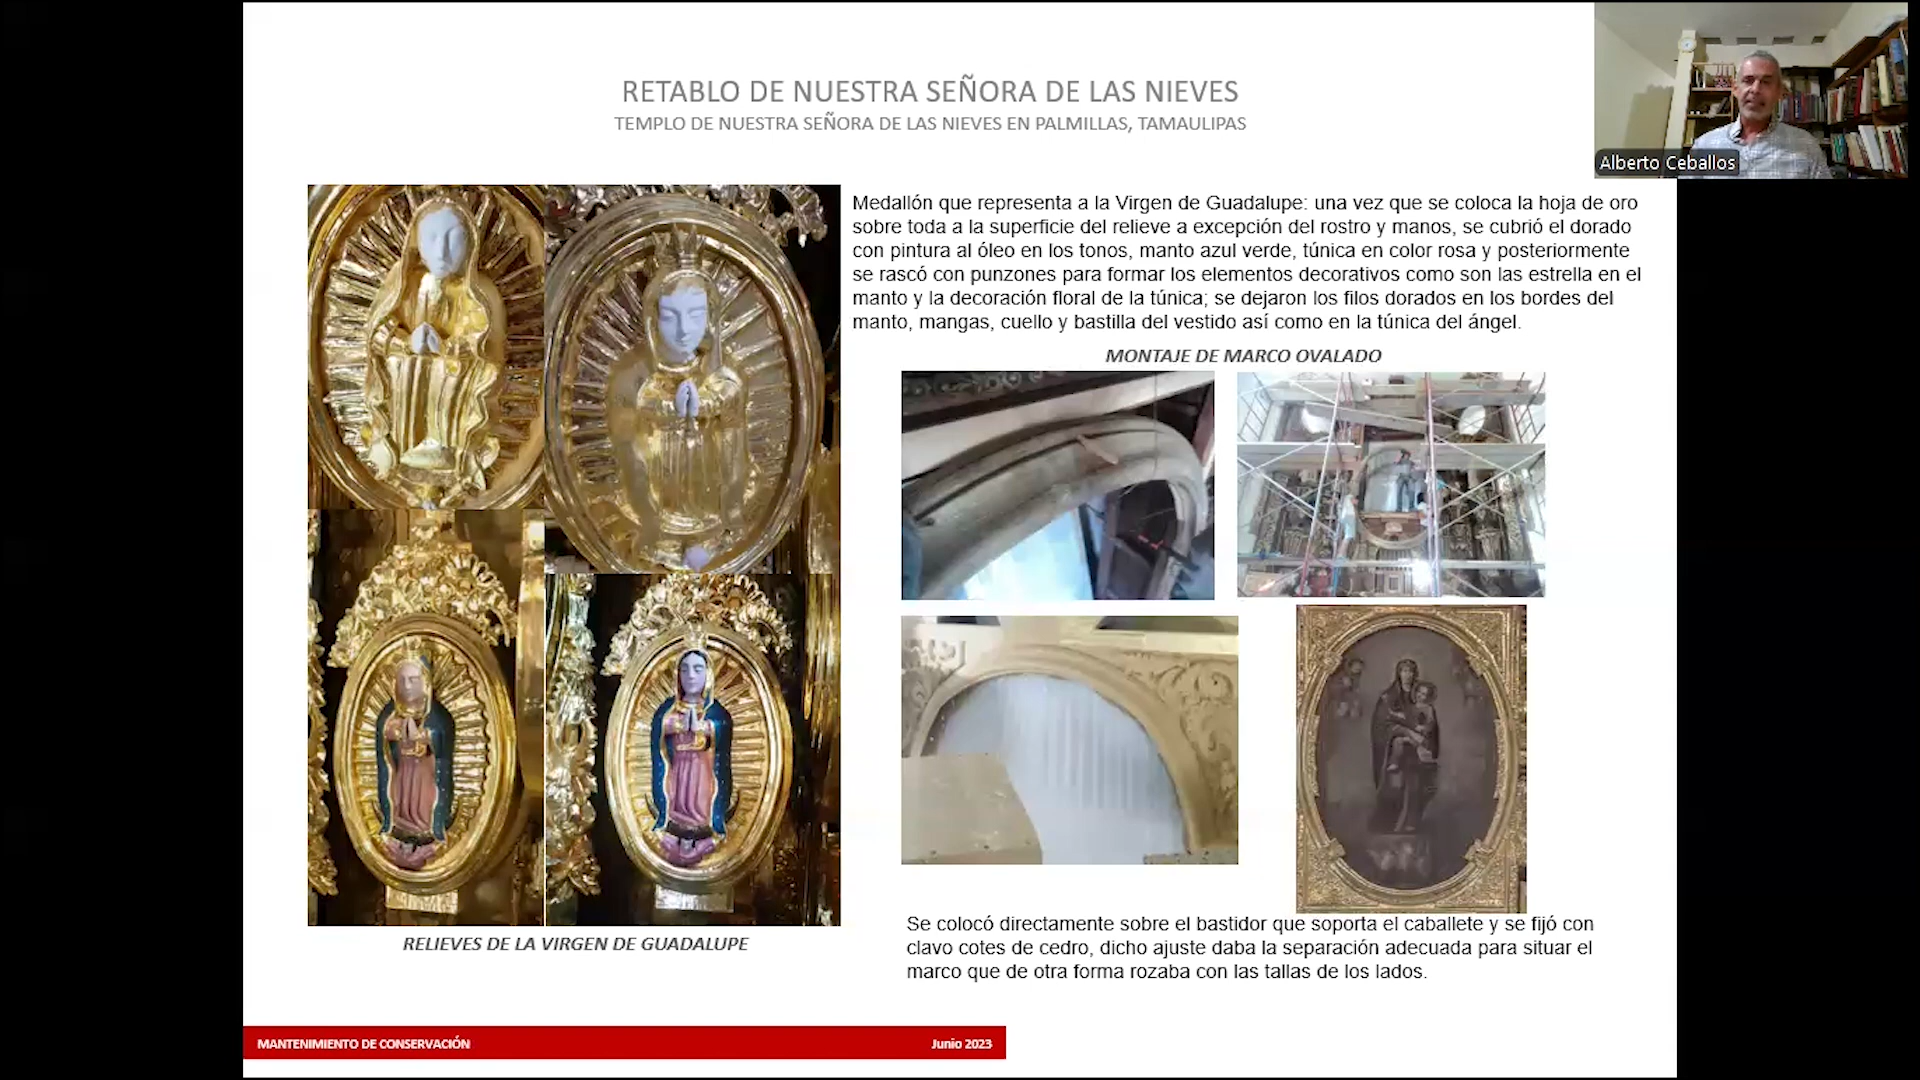 RETABLO DE NUESTRA SEÑORA DE LAS NIEVES
TEMPLO DE NUESTRA SEÑORA DE LAS NIEVES EN PALMILLAS, TAMAULIPAS
Alberto Ceballos
Medallón que representa a la Virgen de Guadalupe: una vez que se coloca la hoja de oro
sobre toda a la superficie del relieve a excepción del rostro y manos, se cubrió el dorado
con pintura al óleo en los tonos, manto azul verde, túnica en color rosa y posteriormente
se rascó con punzones para formar los elementos decorativos como son las estrella en el
manto y la decoración floral de la túnica; se dejaron los filos dorados en los bordes del
manto, mangas, cuello y bastilla del vestido así como en la túnica del ángel.
MONTAJE DE MARCO OVALADO
RELIEVES DE LA VIRGEN DE GUADALUPE
Se colocó directamente sobre el bastidor que soporta el caballete y se fijó con
clavo cotes de cedro, dicho ajuste daba la separación adecuada para situar el
marco que de otra forma rozaba con las tallas de los lados.
MANTENIMIENTO DE CONSERVACIÓN
Junio 2023